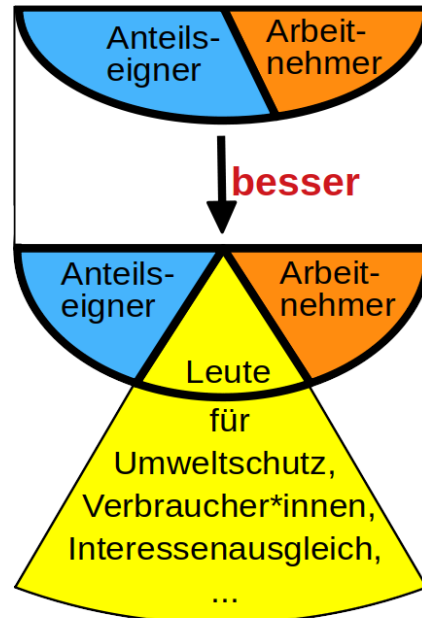 Anteils-
eigner
Arbeit-
nehmer
besser
Anteils-
eigner
Arbeit-
nehmer
Leute
für
Umweltschutz,
Verbraucher*innen,
Interessenausgleich,
...